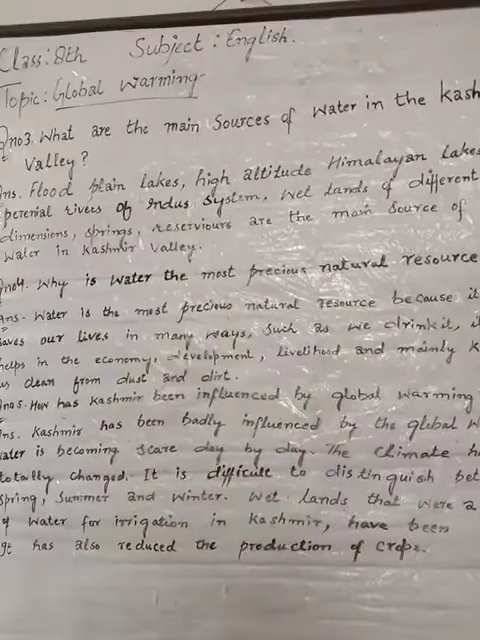 Class: 8th Subject: English.
Topic: Global warming
Qno3. What are the main Sources of water in the kash
Valley?
Ans. Flood plain lakes, high altitude Himalayan lakes
perenial rivers of Indus System, wet lands of different
dimensions, springs, reserviours are the main source of
water in Kashmir Valley.
Qno4. Why is water the most precious natural resource
Ans. Water is the most precious natural resource because it
saves our lives in many ways, such as we drink it, i
helps in the economy, development, livelihood and mainly k
us clean from dust and dirt.
Qno5. How has Kashmir been influenced by global warming
Ans. Kashmir has been badly influenced by the global w
water is becoming scare day by day. The Climate h
totally changed. It is difficule to distinguish bet
spring, Summer and winter. Wet lands that were a
of water for irrigation in Kashmir, have been
It has also reduced the production of crops.